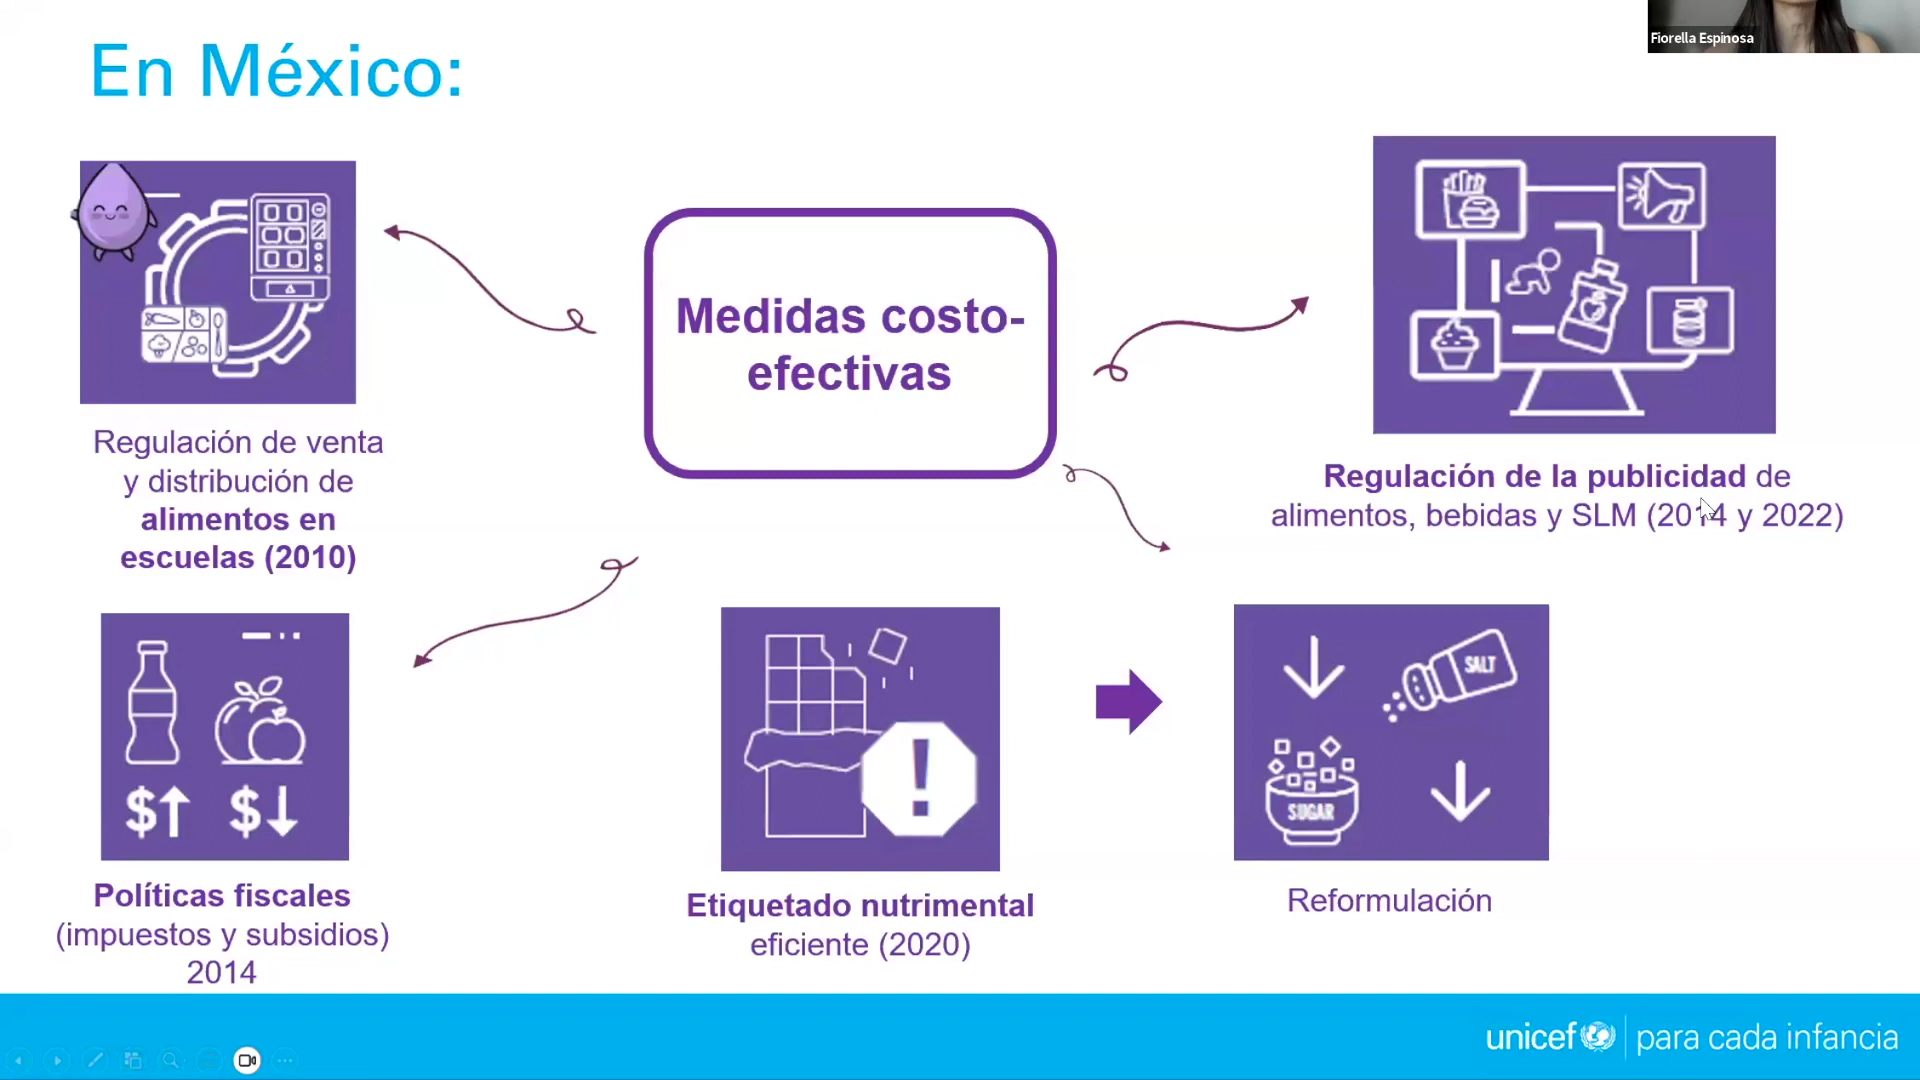 En México:
Fiorella Espinosa
Medidas costo-
efectivas
Regulación de venta
y distribución de
alimentos en
escuelas (2010)
Regulación de la publicidad de
alimentos, bebidas y SLM (2014 y 2022)
$ $
Políticas fiscales
(impuestos y subsidios)
2014
!
Etiquetado nutrimental
eficiente (2020)
SALT
SUGAR
Reformulación
unicef para cada infancia